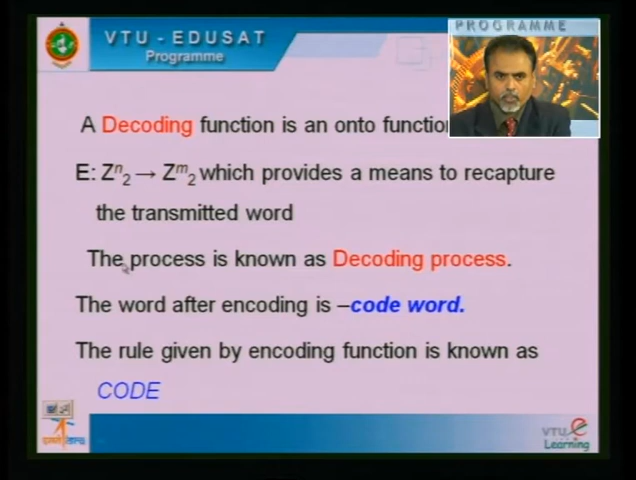 VTU - EDUSAT
Programme
PROGRAMME
A Decoding function is an onto function
E: Zⁿ₂ → Zᵐ₂ which provides a means to recapture
the transmitted word
The process is known as Decoding process.
The word after encoding is –code word.
The rule given by encoding function is known as
CODE
VTU e
Learning